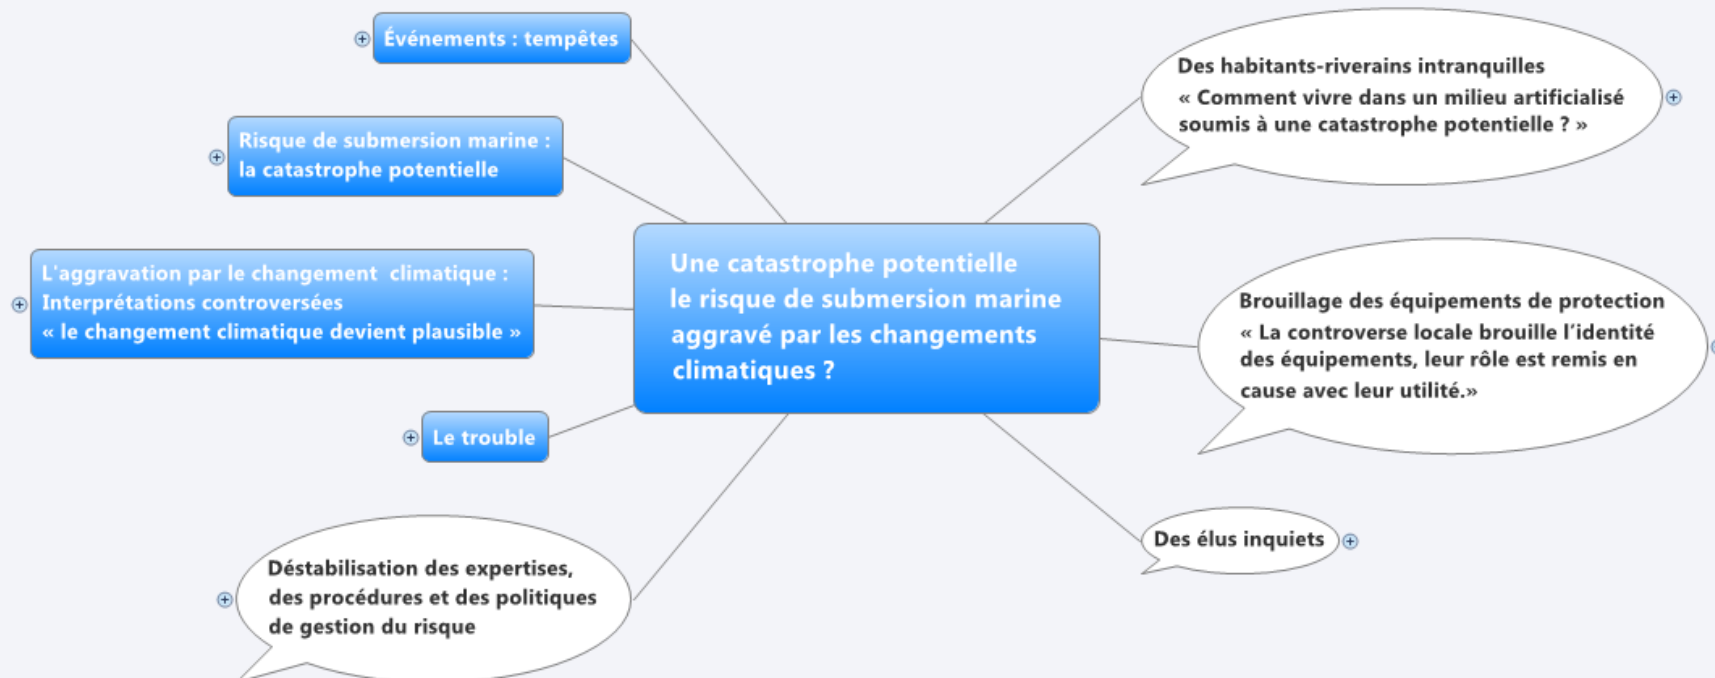 Événements : tempêtes
Risque de submersion marine :
la catastrophe potentielle
L'aggravation par le changement  climatique :
Interprétations controversées
« le changement climatique devient plausible »
Le trouble
Déstabilisation des expertises,
des procédures et des politiques
de gestion du risque
Une catastrophe potentielle
le risque de submersion marine
aggravé par les changements
climatiques ?
Des habitants-riverains intranquilles
« Comment vivre dans un milieu artificialisé
soumis à une catastrophe potentielle ? »
Brouillage des équipements de protection
« La controverse locale brouille l’identité
des équipements, leur rôle est remis en
cause avec leur utilité.»
Des élus inquiets